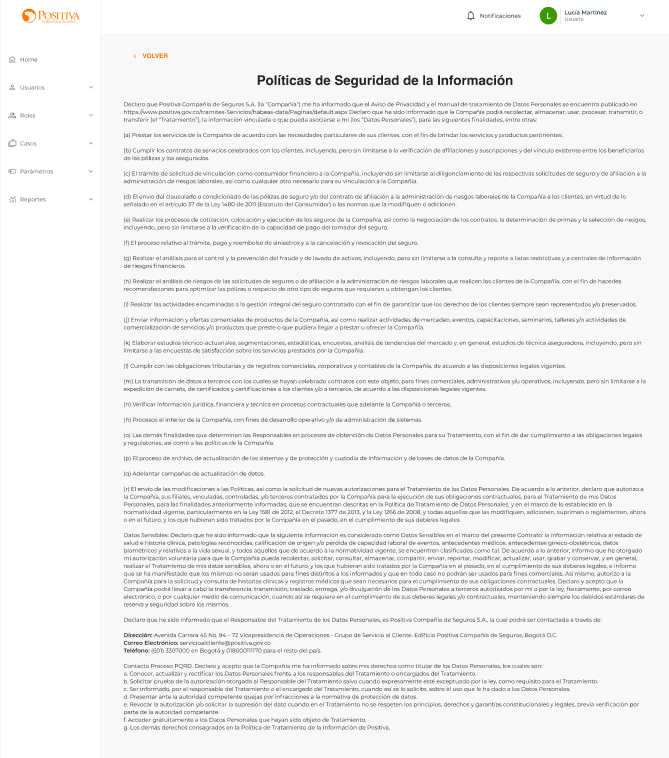 POSITIVA
Notificaciones
L
Lucía Martínez
Usuario
Home
Usuarios
Roles
Casos
Parámetros
Reportes
VOLVER
Políticas de Seguridad de la Información
Declaro que Positiva Compañía de Seguros S.A. (la "Compañía") me ha informado que el Aviso de Privacidad y el manual de tratamiento de Datos Personales se encuentra publicado en
https://www.positiva.gov.co/tramites-Servicios/habeas-data/Paginas/default.aspx Declaro que he sido informado que la Compañía podrá recolectar, almacenar, usar, procesar, transmitir, o
transferir (el "Tratamiento"), la información vinculada o que pueda asociarse a mí (los "Datos Personales"), para las siguientes finalidades, entre otras:
(a) Prestar los servicios de la Compañía de acuerdo con las necesidades particulares de sus clientes, con el fin de brindar los servicios y productos pertinentes.
(b) Cumplir los contratos de servicios celebrados con los clientes, incluyendo, pero sin limitarse a la verificación de afiliaciones y suscripciones y del vínculo existente entre los beneficiarios
de las pólizas y los asegurados.
(c) El trámite de solicitud de vinculación como consumidor financiero a la Compañía, incluyendo sin limitarse al diligenciamiento de las respectivas solicitudes de seguro y de afiliación a la
administración de riesgos laborales, así como cualquier otro necesario para su vinculación a la Compañía.
(d) El envío del clausulado o condicionado de las pólizas de seguro y/o del contrato de afiliación a la administración de riesgos laborales de la Compañía a los clientes, en virtud de lo
señalado en el artículo 37 de la Ley 1480 de 2011 (Estatuto del Consumidor) o las normas que la modifiquen o adicionen.
(e) Realizar los procesos de cotización, colocación y ejecución de los seguros de la Compañía, así como la negociación de los contratos, la determinación de primas y la selección de riesgos,
incluyendo, pero sin limitarse a la verificación de la capacidad de pago del tomador del seguro.
(f) El proceso relativo al trámite, pago y reembolso de siniestros y a la cancelación y revocación del seguro.
(g) Realizar el análisis para el control y la prevención del fraude y de lavado de activos, incluyendo, pero sin limitarse a la consulta y reporte a listas restrictivas y a centrales de información
de riesgos financieros.
(h) Realizar el análisis de riesgos de las solicitudes de seguros o de afiliación a la administración de riesgos laborales que realicen los clientes de la Compañía, con el fin de hacerles
recomendaciones para optimizar las pólizas o respecto de otro tipo de seguros que requieran u obtengan los clientes.
(i) Realizar las actividades encaminadas a la gestión integral del seguro contratado con el fin de garantizar que los derechos de los clientes siempre sean representados y/o preservados.
(j) Enviar información y ofertas comerciales de productos de la Compañía, así como realizar actividades de mercadeo, eventos, capacitaciones, seminarios, talleres y/o actividades de
comercialización de servicios y/o productos que preste o que pudiera llegar a prestar u ofrecer la Compañía.
(k) Elaborar estudios técnico-actuariales, segmentaciones, estadísticas, encuestas, análisis de tendencias del mercado y, en general, estudios de técnica aseguradora, incluyendo, pero sin
limitarse a las encuestas de satisfacción sobre los servicios prestados por la Compañía.
(l) Cumplir con las obligaciones tributarias y de registros comerciales, corporativos y contables de la Compañía, de acuerdo a las disposiciones legales vigentes.
(m) La transmisión de datos a terceros con los cuales se hayan celebrado contratos con este objeto, para fines comerciales, administrativos y/u operativos, incluyendo, pero sin limitarse a la
expedición de carnets, de certificados y certificaciones a los clientes y/o a terceros, de acuerdo a las disposiciones legales vigentes.
(n) Verificar información jurídica, financiera y técnica en procesos contractuales que adelante la Compañía o terceros.
(ñ) Procesos al interior de la Compañía, con fines de desarrollo operativo y/o de administración de sistemas.
(o) Las demás finalidades que determinen los Responsables en procesos de obtención de Datos Personales para su Tratamiento, con el fin de dar cumplimiento a las obligaciones legales
y regulatorias, así como a las políticas de la Compañía.
(p) El proceso de archivo, de actualización de los sistemas y de protección y custodia de información y de bases de datos de la Compañía.
(q) Adelantar campañas de actualización de datos.
(r) El envío de las modificaciones a las Políticas, así como la solicitud de nuevas autorizaciones para el Tratamiento de los Datos Personales. De acuerdo a lo anterior, declaro que autorizo a
la Compañía, sus filiales, vinculadas, controladas, y/o terceros contratados por la Compañía para la ejecución de sus obligaciones contractuales, para el Tratamiento de mis Datos
Personales, para las finalidades anteriormente informadas, que se encuentran descritas en la Política de Tratamiento de Datos Personales, y en el marco de lo establecido en la
normatividad vigente, particularmente en la Ley 1581 de 2012, el Decreto 1377 de 2013, y la Ley 1266 de 2008, y todas aquellas que las modifiquen, adicionen, supriman o reglamenten, ahora
o en el futuro, y los que hubieran sido tratados por la Compañía en el pasado, en el cumplimiento de sus deberes legales.
Datos Sensibles: Declaro que he sido informado que la siguiente información es considerada como Datos Sensibles en el marco del presente Contrato: la información relativa al estado de
salud e historia clínica, patologías reconocidas, calificación de origen y/o pérdida de capacidad laboral de eventos, antecedentes médicos, antecedentes gineco-obstétricos, datos
biométricos y relativos a la vida sexual, y todos aquellos que de acuerdo a la normatividad vigente, se encuentren clasificados como tal. De acuerdo a lo anterior, informo que he otorgado
mi autorización voluntaria para que la Compañía pueda recolectar, solicitar, consultar, almacenar, compartir, enviar, reportar, modificar, actualizar, usar, grabar y conservar, y en general,
realizar el Tratamiento de mis datos sensibles, ahora o en el futuro, y los que hubieran sido tratados por la Compañía en el pasado, en el cumplimiento de sus deberes legales, e informo
que se ha manifestado que los mismos no serán usados para fines distintos a los informados y que en todo caso no podrán ser usados para fines comerciales. Así mismo, autorizo a la
Compañía para la solicitud y consulta de historias clínicas y registros médicos que sean necesarios para el cumplimiento de sus obligaciones contractuales. Declaro y acepto que la
Compañía podrá llevar a cabo la transferencia, transmisión, traslado, entrega, y/o divulgación de los Datos Personales a terceros autorizados por mí o por la ley, físicamente, por correo
electrónico, o por cualquier medio de comunicación, cuando así se requiera en el cumplimiento de sus deberes legales y/o contractuales, manteniendo siempre los debidos estándares de
reserva y seguridad sobre los mismos.
Declaro que he sido informado que el Responsable del Tratamiento de los Datos Personales, es Positiva Compañía de Seguros S.A., la cual podrá ser contactada a través de:
Dirección: Avenida Carrera 45 No. 94 – 72 Vicepresidencia de Operaciones - Grupo de Servicio al Cliente. Edificio Positiva Compañía de Seguros, Bogotá D.C.
Correo Electrónico: servicioalcliente@positiva.gov.co
Teléfono: (601) 3307000 en Bogotá y 018000111170 para el resto del país.
Contacto Proceso PQRD. Declaro y acepto que la Compañía me ha informado sobre mis derechos como titular de los Datos Personales, los cuales son:
a. Conocer, actualizar y rectificar los Datos Personales frente a los responsables del Tratamiento o encargados del Tratamiento.
b. Solicitar prueba de la autorización otorgada al Responsable del Tratamiento salvo cuando expresamente esté exceptuado por la ley, como requisito para el Tratamiento.
c. Ser informado, por el responsable del Tratamiento o el encargado del Tratamiento, cuando así se lo solicite, sobre el uso que le ha dado a los Datos Personales.
d. Presentar ante la autoridad competente quejas por infracciones a la normativa de protección de datos.
e. Revocar la autorización y/o solicitar la supresión del dato cuando en el Tratamiento no se respeten los principios, derechos y garantías constitucionales y legales, previa verificación por
parte de la autoridad competente.
f. Acceder gratuitamente a los Datos Personales que hayan sido objeto de Tratamiento.
g. Los demás derechos consagrados en la Política de Tratamiento de la Información de Positiva.